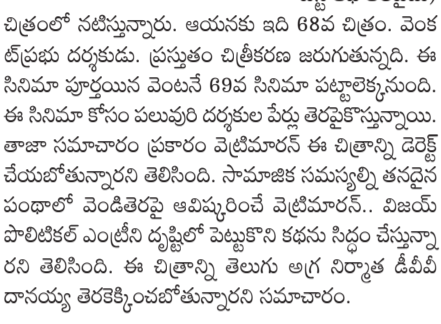 చిత్రంలో నటిస్తున్నారు. ఆయనకు ఇది 68వ చిత్రం. వెంక
ట్‌ప్రభు దర్శకుడు. ప్రస్తుతం చిత్రీకరణ జరుగుతున్నది. ఈ
సినిమా పూర్తయిన వెంటనే 69వ సినిమా పట్టాలెక్కనుంది.
ఈ సినిమా కోసం పలువురి దర్శకుల పేర్లు తెరపైకొస్తున్నాయి.
తాజా సమాచారం ప్రకారం వెట్రిమారన్‌ ఈ చిత్రాన్ని డెరెక్ట్‌
చేయబోతున్నారని తెలిసింది. సామాజిక సమస్యల్ని తనదైన
పంథాలో వెండితెరపై ఆవిష్కరించే వెట్రిమారన్‌.. విజయ్‌
పొలిటికల్‌ ఎంట్రీని దృష్టిలో పెట్టుకొని కథను సిద్ధం చేస్తున్నా
రని తెలిసింది. ఈ చిత్రాన్ని తెలుగు అగ్ర నిర్మాత డీవీవీ
దానయ్య తెరకెక్కించబోతున్నారని సమాచారం.